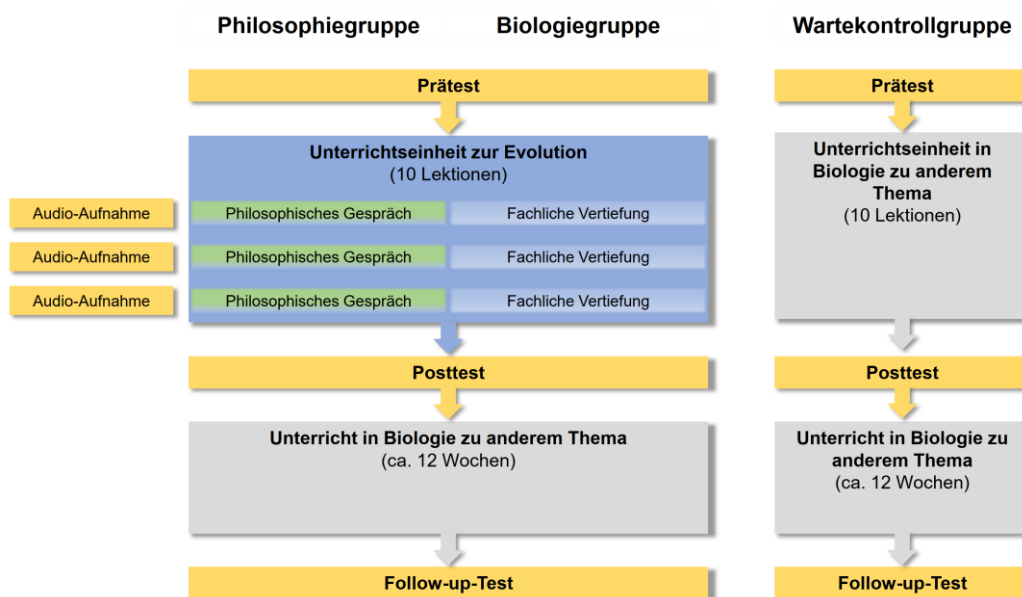 Philosophiegruppe Biologiegruppe Wartekontrollgruppe
Prätest Prätest
Unterrichtseinheit zur Evolution
(10 Lektionen)
Unterrichtseinheit in
Biologie zu anderem
Thema
(10 Lektionen)
Audio-Aufnahme Philosophisches Gespräch Fachliche Vertiefung
Audio-Aufnahme Philosophisches Gespräch Fachliche Vertiefung
Audio-Aufnahme Philosophisches Gespräch Fachliche Vertiefung
Posttest Posttest
Unterricht in Biologie zu anderem Thema
(ca. 12 Wochen)
Unterricht in Biologie zu
anderem Thema
(ca. 12 Wochen)
Follow-up-Test Follow-up-Test